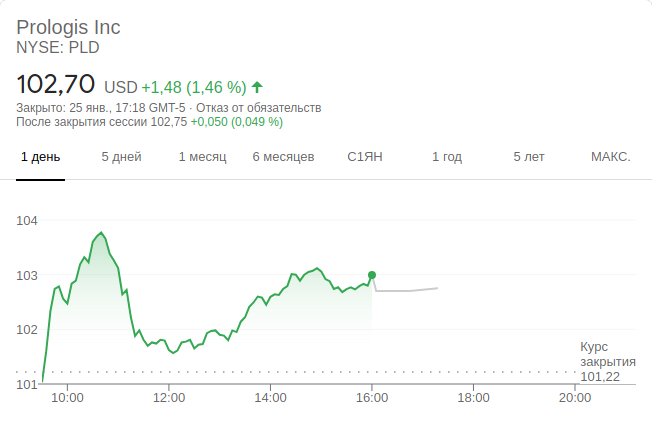 Prologis Inc
NYSE: PLD
102,70 USD +1,48 (1,46 %)
Закрыто: 25 янв., 17:18 GMT-5 · Отказ от обязательств
После закрытия сессии 102,75 +0,050 (0,049 %)
1 день 5 дней 1 месяц 6 месяцев С1ЯН 1 год 5 лет МАКС.
104
103
102
Курс
закрытия
101,22
101
10:00 12:00 14:00 16:00 18:00 20:00